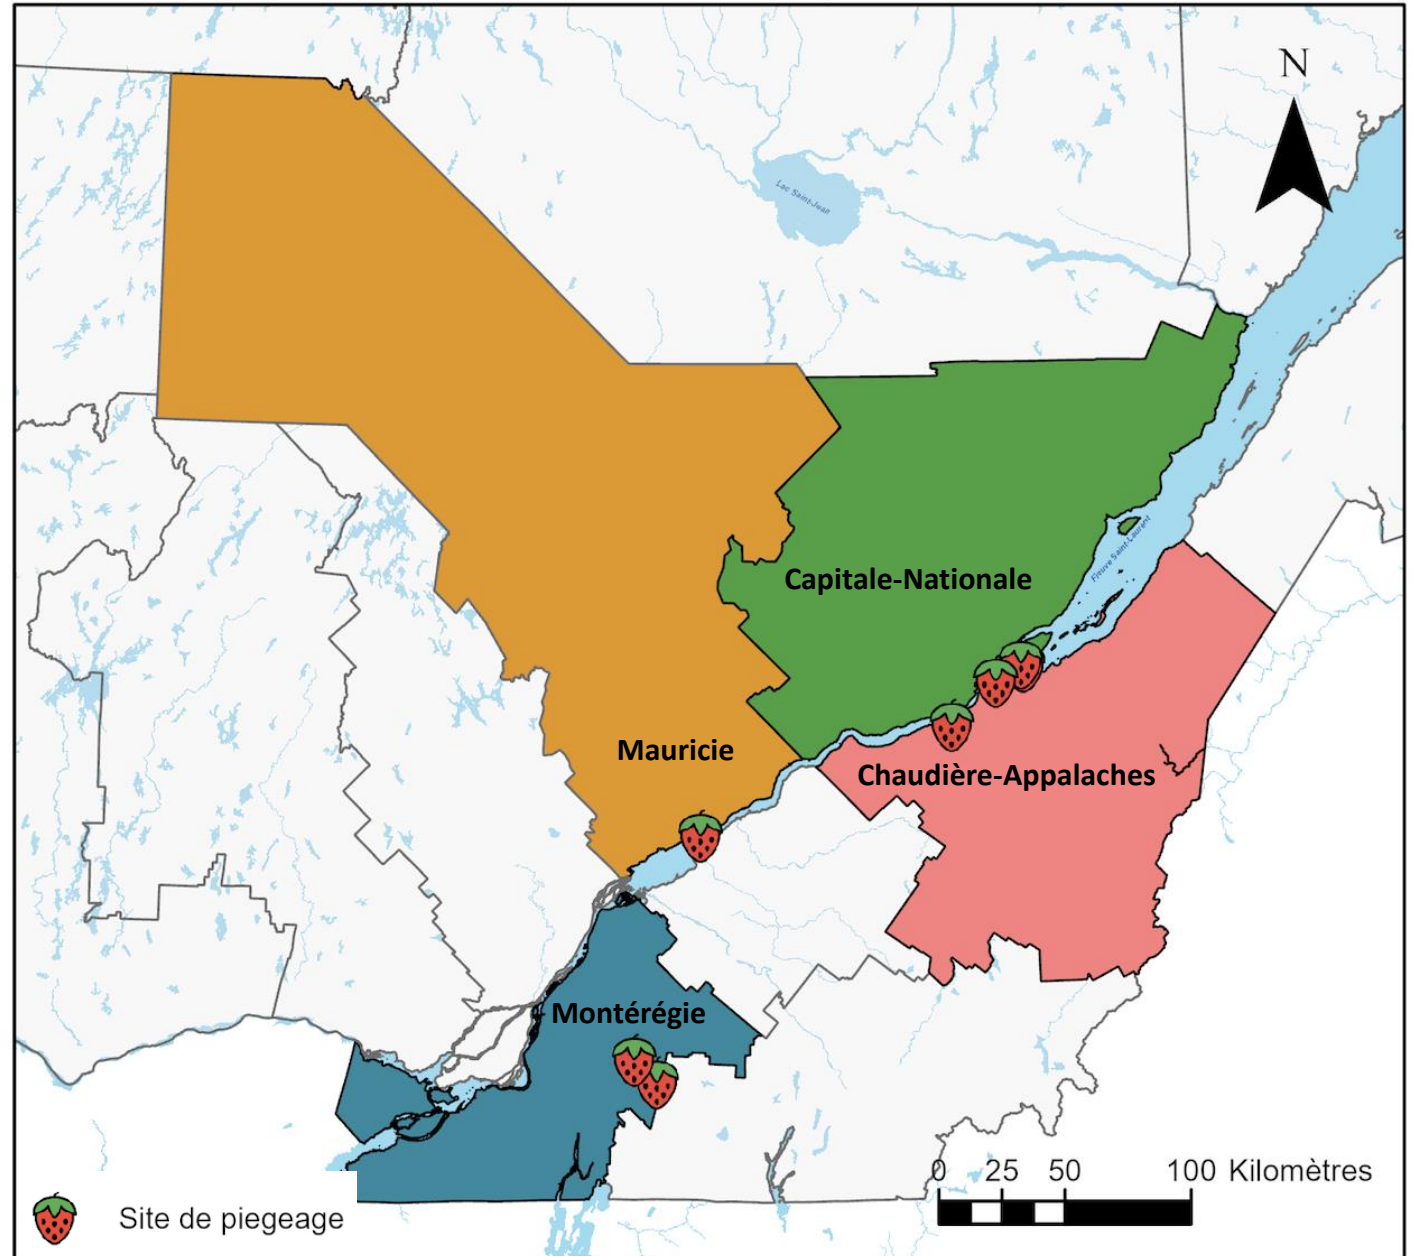 N
Lac Saint-Jean
Fleuve Saint-Laurent
Capitale-Nationale
Mauricie
Chaudière-Appalaches
Montérégie
0 25 50 100 Kilomètres
Site de piegeage